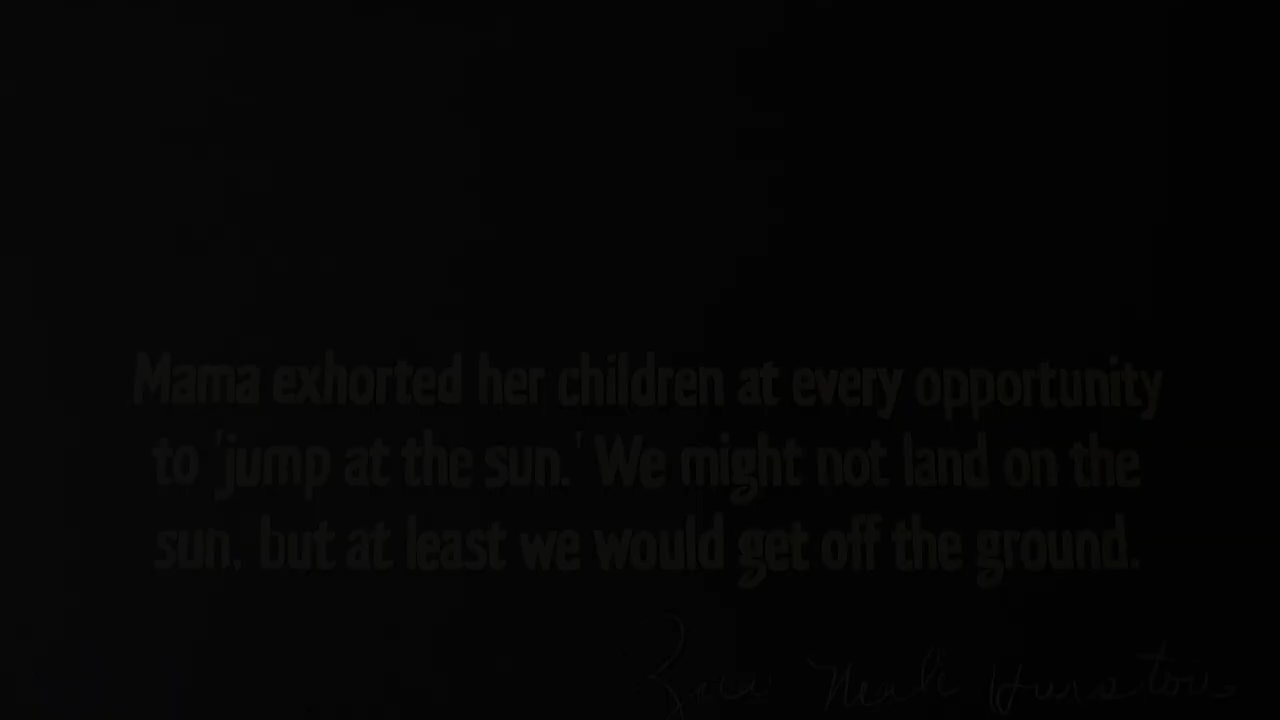 Mama exhorted her children at every opportunity
to 'jump at the sun.' We might not land on the
sun, but at least we would get off the ground.
Zora Neale Hurston